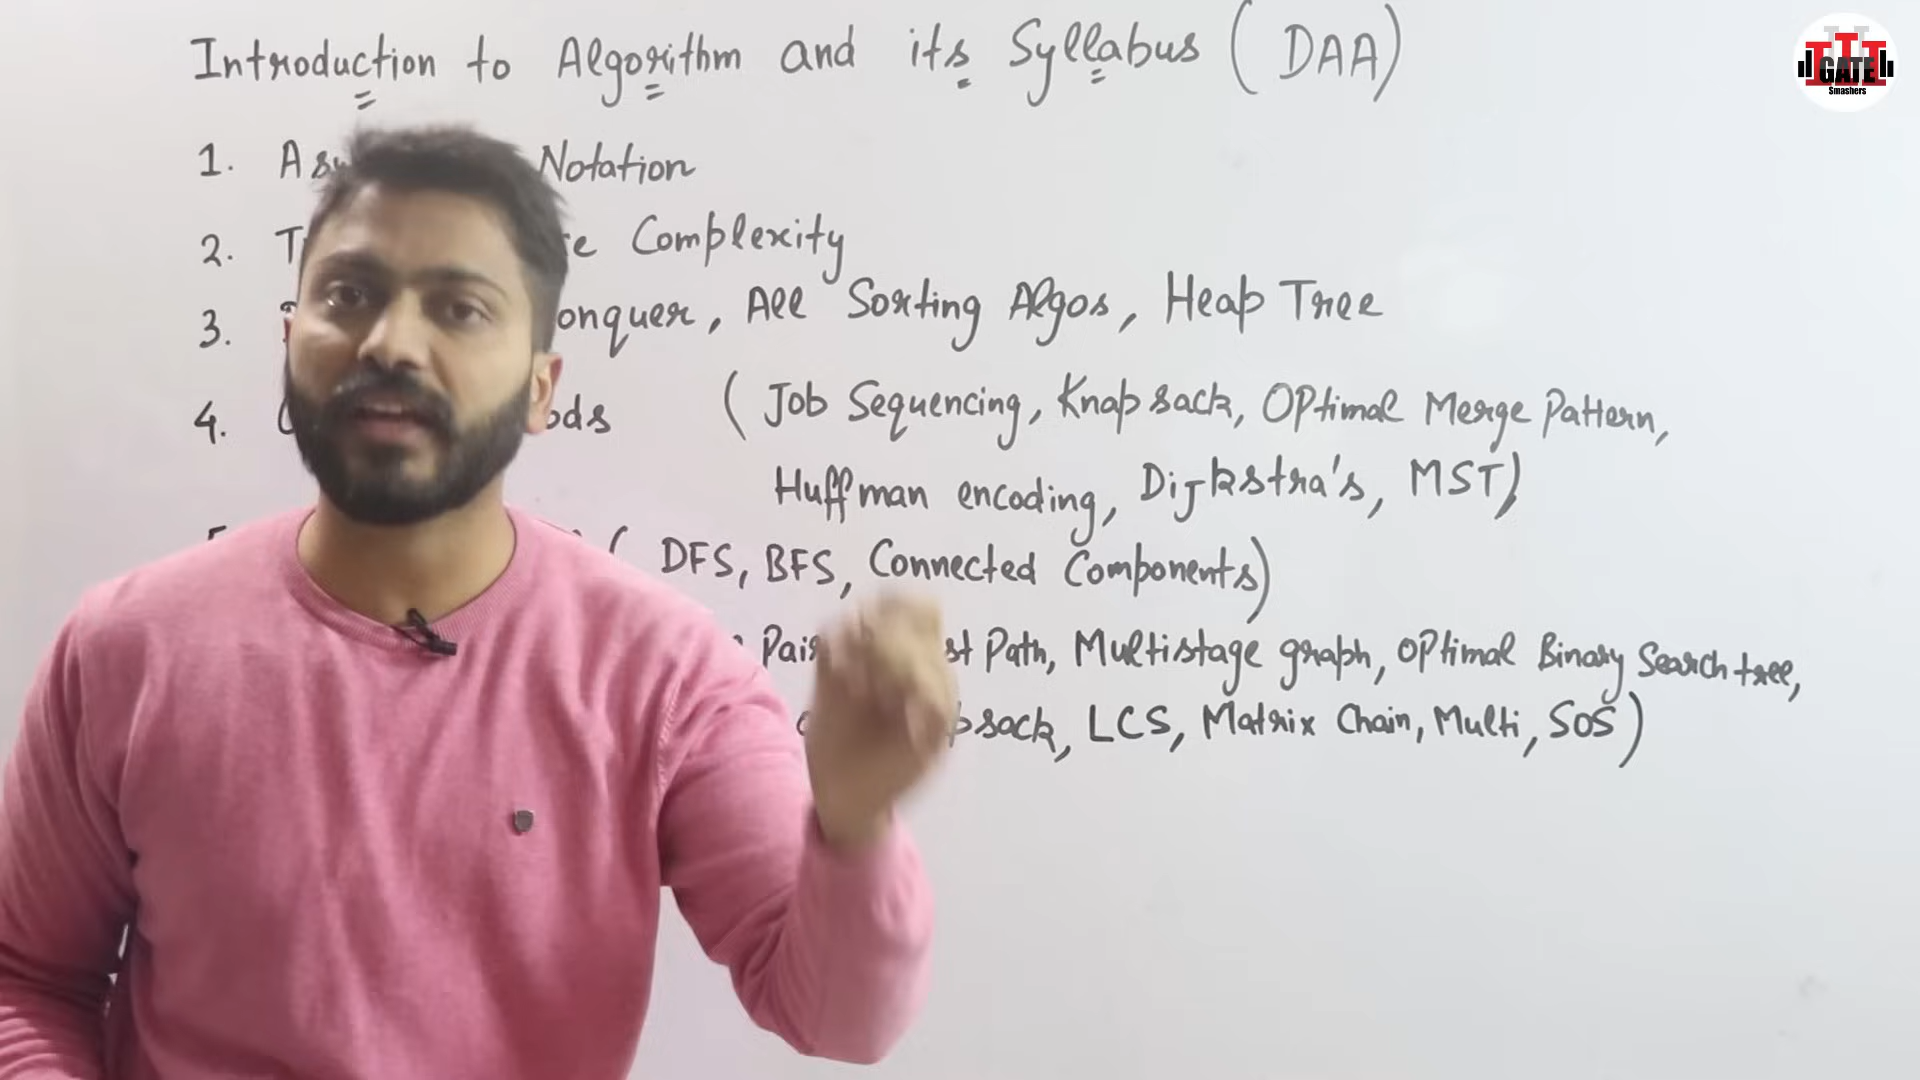 Introduction to Algorithm and its Syllabus (DAA)
GATE
Smashers
1. Notation
2. Complexity
3. onquer, All Sorting Algos, Heap Tree
4. ods (Job Sequencing, Knapsack, OPtimal Merge Pattern,
Huffman encoding, Dijkstra's, MST)
(DFS, BFS, Connected Components)
Pair st Path, Multistage graph, OPtimal Binary Search tree,
psack, LCS, Matrix Chain, Multi, SoS)